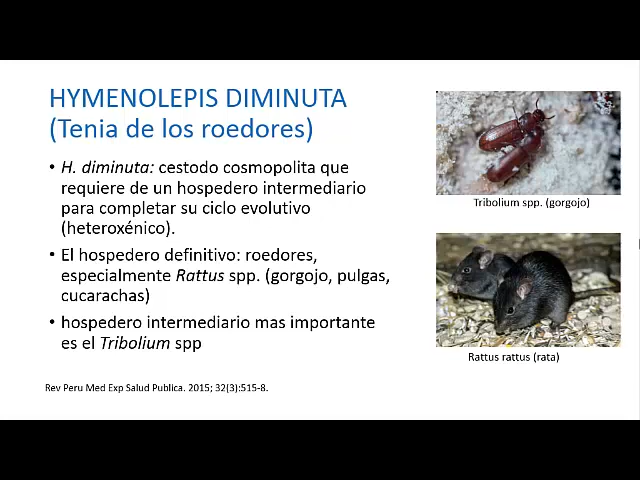 HYMENOLEPIS DIMINUTA
(Tenia de los roedores)
• H. diminuta: cestodo cosmopolita que
requiere de un hospedero intermediario
para completar su ciclo evolutivo
(heteroxénico).
• El hospedero definitivo: roedores,
especialmente Rattus spp. (gorgojo, pulgas,
cucarachas)
• hospedero intermediario mas importante
es el Tribolium spp
Rev Peru Med Exp Salud Publica. 2015; 32(3):515-8.
Tribolium spp. (gorgojo)
Rattus rattus (rata)